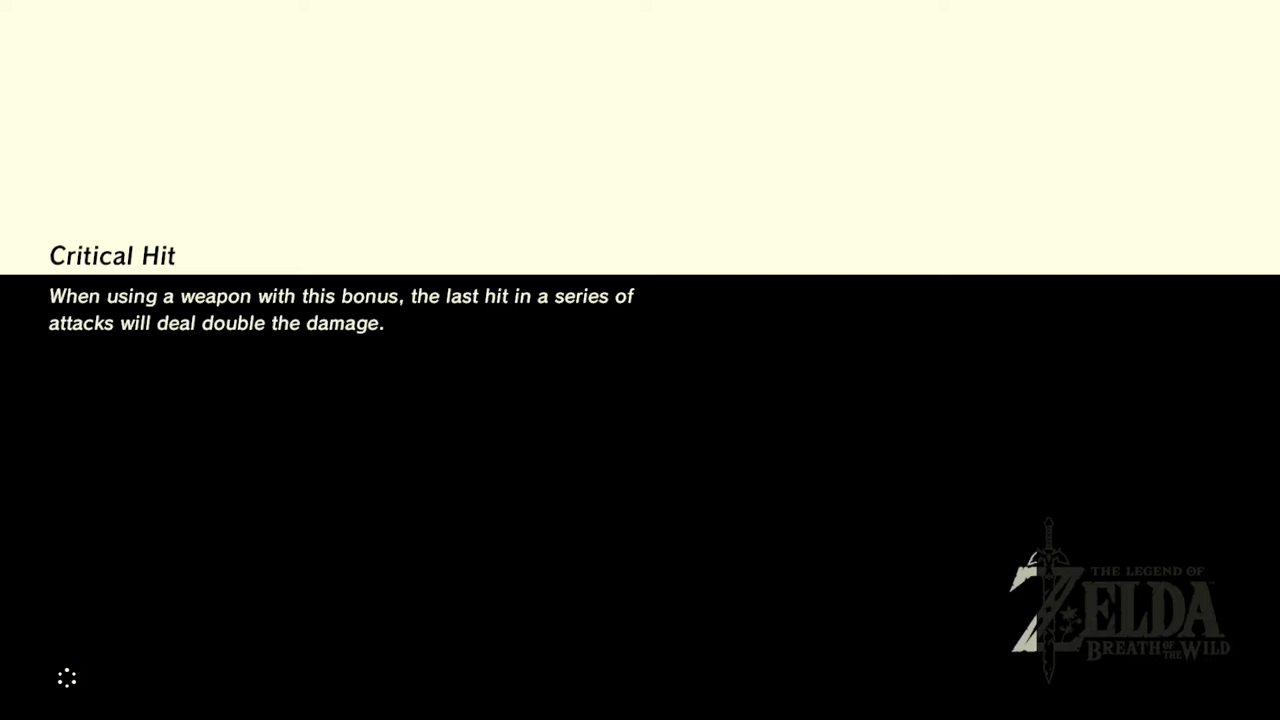 Critical Hit
When using a weapon with this bonus, the last hit in a series of
attacks will deal double the damage.
THE LEGEND OF
ZELDA
BREATH OF THE WILD